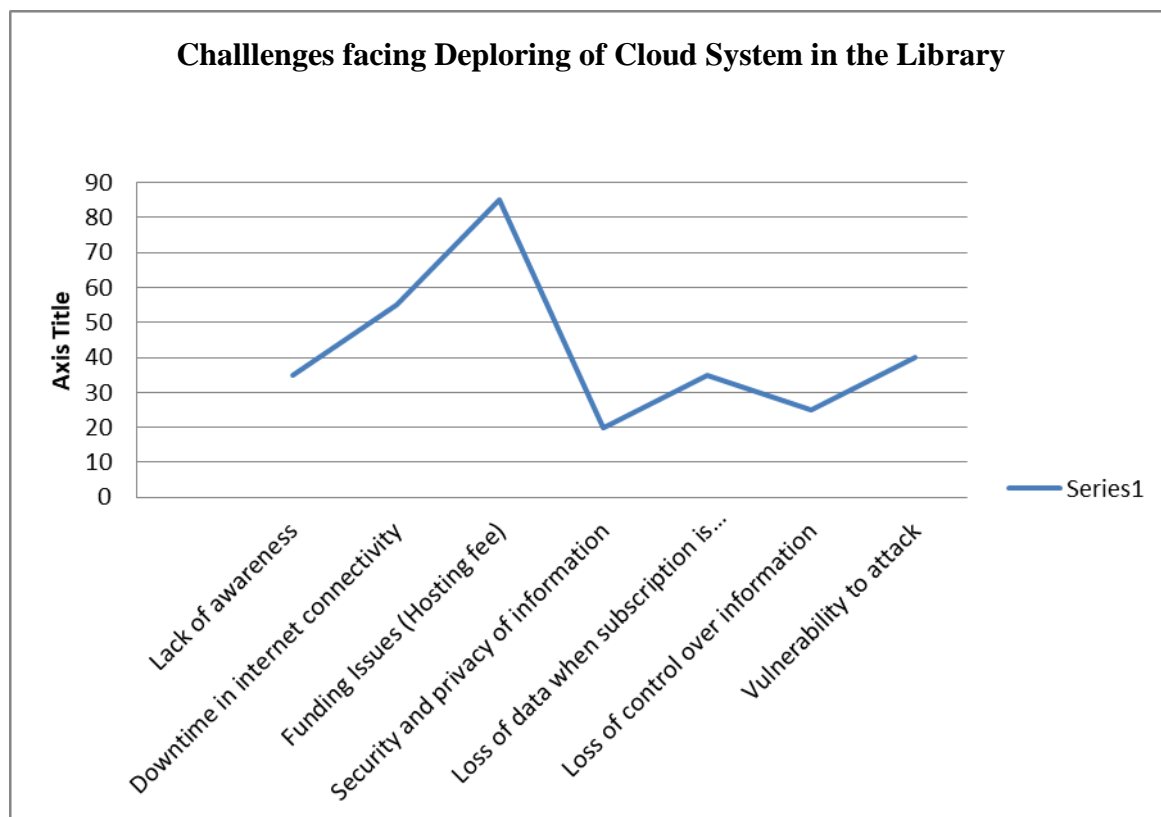 Challlenges facing Deploring of Cloud System in the Library
90
80
70
60
50
40
30
20
10
0
Axis Title
Series1
Lack of awareness
Downtime in internet connectivity
Funding Issues (Hosting fee)
Security and privacy of information
Loss of data when subscription is...
Loss of control over information
Vulnerability to attack